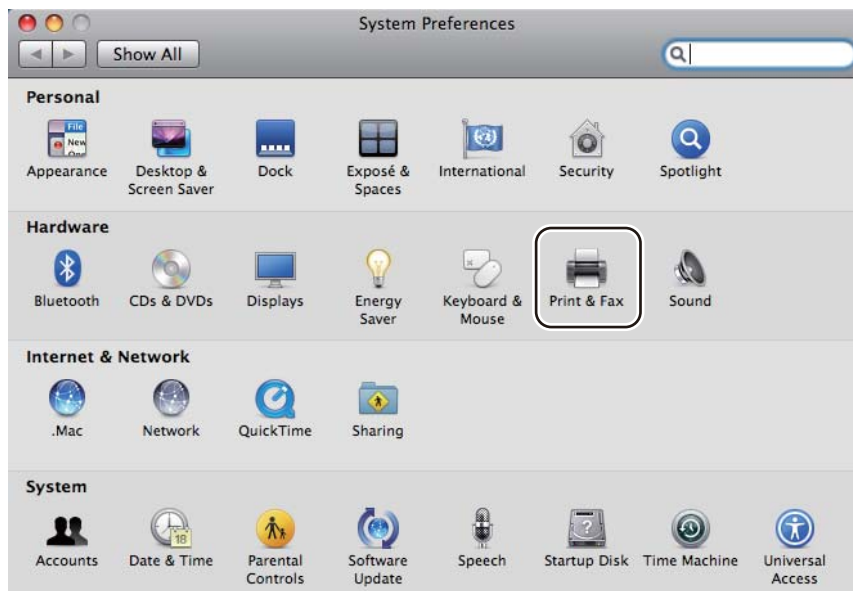 System Preferences
Show All
Personal
File
New
Appearance
Desktop &
Screen Saver
Dock
Exposé &
Spaces
International
Security
Spotlight
Hardware
Bluetooth
CDs & DVDs
Displays
Energy
Saver
Keyboard &
Mouse
Print & Fax
Sound
Internet & Network
.Mac
Network
QuickTime
Sharing
System
18
?
Accounts
Date & Time
Parental
Controls
Software
Update
Speech
Startup Disk
Time Machine
Universal
Access